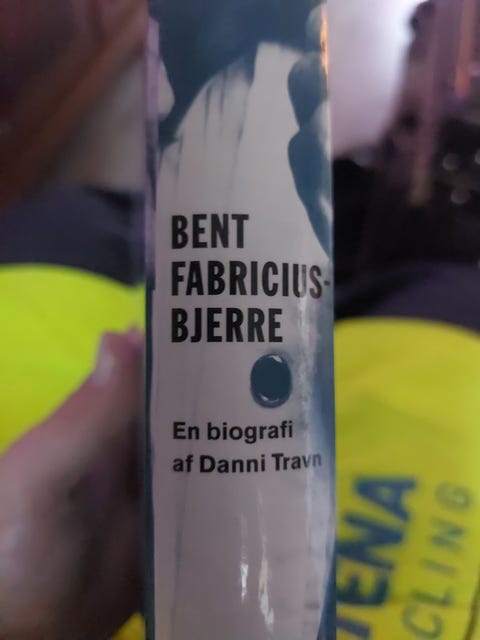 BENT
FABRICIUS-
BJERRE
En biografi
af Danni Travn
ENA
CLING